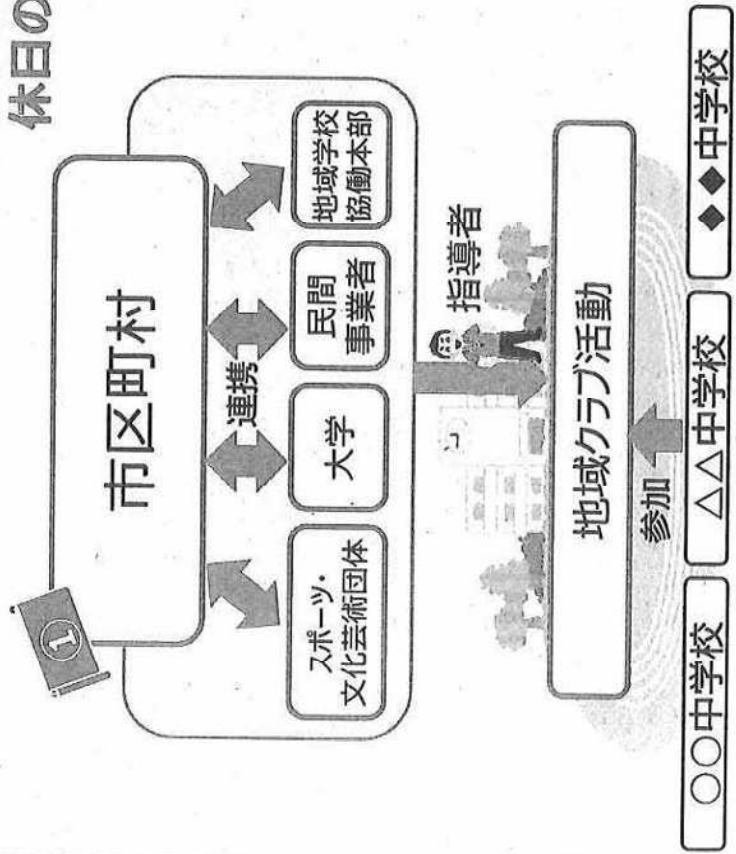 休日の
①
市区町村
連携
スポーツ・
文化芸術団体
大学
民間
事業者
地域学校
協働本部
指導者
地域クラブ活動
参加
○○中学校
△△中学校
◆◆中学校